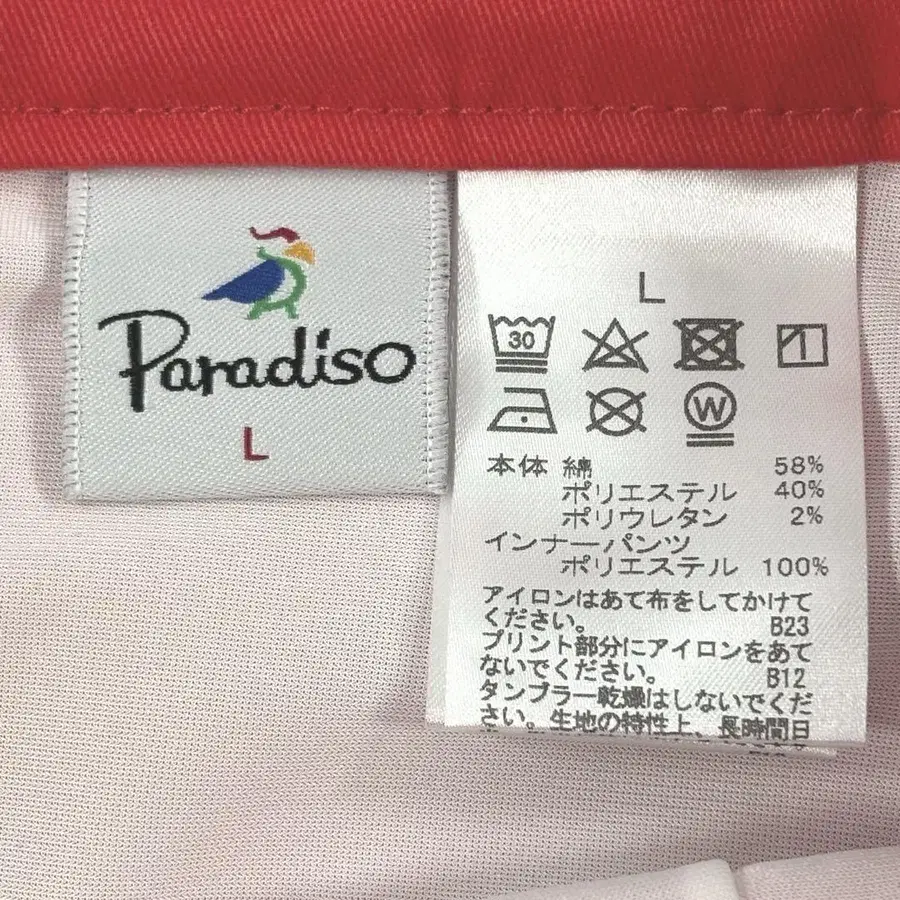 Paradiso
L
L
30
W
本体 綿 58%
ポリエステル 40%
ポリウレタン 2%
インナーパンツ
ポリエステル 100%
アイロンはあて布をしてかけて
ください。 B23
プリント部分にアイロンをあて
ないでください。 B12
タンブラー乾燥はしないでくだ
さい。生地の特性上、長時間日